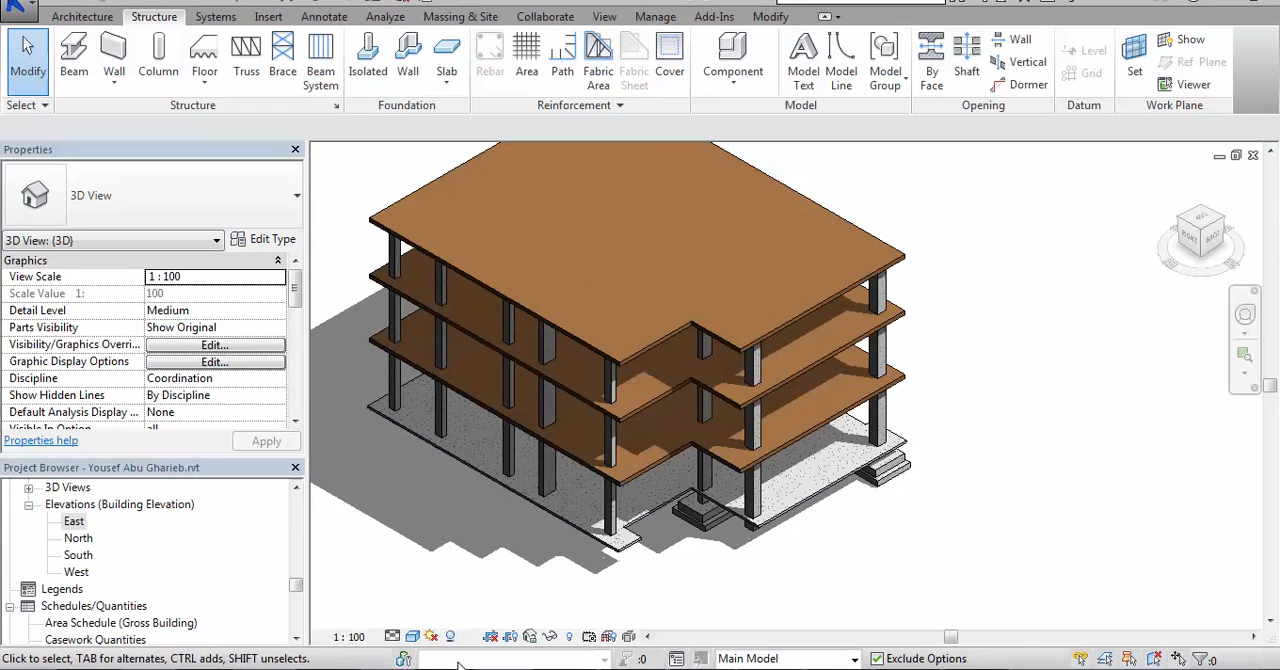 Architecture Structure Systems Insert Annotate Analyze Massing & Site Collaborate View Manage Add-Ins Modify
Modify Beam Wall Column Floor Truss Brace Beam System Isolated Wall Slab Rebar Area Path Fabric Area Fabric Sheet Cover Component Model Text Model Line Model Group By Face Shaft Wall Vertical Dormer Level Grid Set Show Ref Plane Viewer
Select Structure Foundation Reinforcement Model Opening Datum Work Plane
Properties
3D View
3D View: {3D} Edit Type
Graphics
View Scale 1 : 100
Scale Value 1: 100
Detail Level Medium
Parts Visibility Show Original
Visibility/Graphics Overri... Edit...
Graphic Display Options Edit...
Discipline Coordination
Show Hidden Lines By Discipline
Default Analysis Display ... None
Visible In Option all
Properties help Apply
Project Browser - Yousef Abu Gharieb.rvt
3D Views
Elevations (Building Elevation)
East
North
South
West
Legends
Schedules/Quantities
Area Schedule (Gross Building)
Casework Quantities
RIGHT BACK
1 : 100
Click to select, TAB for alternates, CTRL adds, SHIFT unselects. :0 Main Model Exclude Options :0